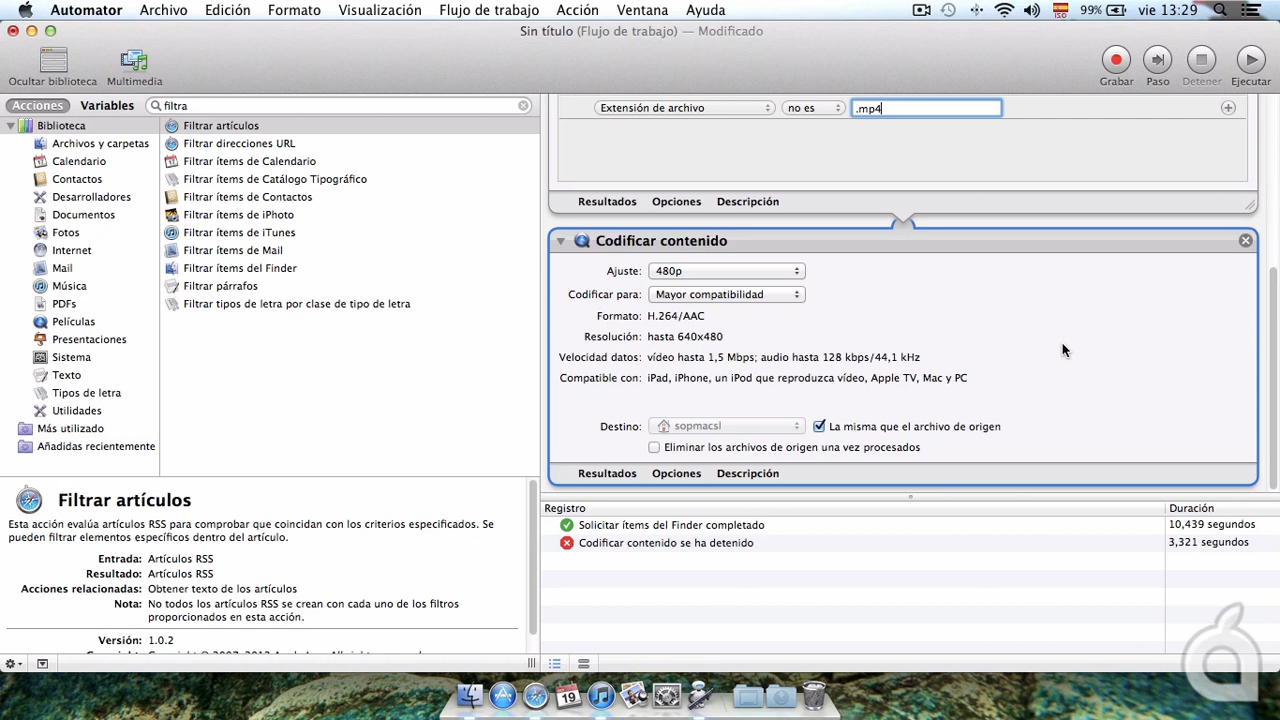 Automator Archivo Edición Formato Visualización Flujo de trabajo Acción Ventana Ayuda ISO 99% vie 13:29
Sin título (Flujo de trabajo) — Modificado
Ocultar biblioteca Multimedia Grabar Paso Detener Ejecutar
Acciones Variables filtra
Biblioteca
Archivos y carpetas
Calendario
Contactos
Desarrolladores
Documentos
Fotos
Internet
Mail
Música
PDFs
Películas
Presentaciones
Sistema
Texto
Tipos de letra
Utilidades
Más utilizado
Añadidas recientemente
Filtrar artículos
Filtrar direcciones URL
Filtrar ítems de Calendario
Filtrar ítems de Catálogo Tipográfico
Filtrar ítems de Contactos
Filtrar ítems de iPhoto
Filtrar ítems de iTunes
Filtrar ítems de Mail
Filtrar ítems del Finder
Filtrar párrafos
Filtrar tipos de letra por clase de tipo de letra
Filtrar artículos
Esta acción evalúa artículos RSS para comprobar que coincidan con los criterios especificados. Se
pueden filtrar elementos específicos dentro del artículo.
Entrada: Artículos RSS
Resultado: Artículos RSS
Acciones relacionadas: Obtener texto de los artículos
Nota: No todos los artículos RSS se crean con cada uno de los filtros
proporcionados en esta acción.
Versión: 1.0.2
Extensión de archivo no es .mp4
Resultados Opciones Descripción
Codificar contenido
Ajuste: 480p
Codificar para: Mayor compatibilidad
Formato: H.264/AAC
Resolución: hasta 640x480
Velocidad datos: vídeo hasta 1,5 Mbps; audio hasta 128 kbps/44,1 kHz
Compatible con: iPad, iPhone, un iPod que reproduzca vídeo, Apple TV, Mac y PC
Destino: sopmacsl La misma que el archivo de origen
Eliminar los archivos de origen una vez procesados
Resultados Opciones Descripción
Registro Duración
Solicitar ítems del Finder completado 10,439 segundos
Codificar contenido se ha detenido 3,321 segundos
19